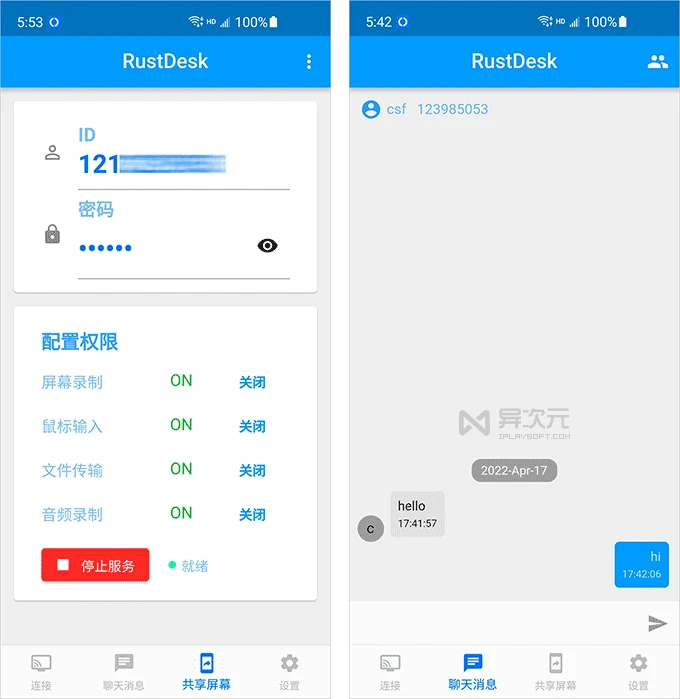 5:53
HD
100%
RustDesk
ID
121
密码
配置权限
屏幕录制 ON 关闭
鼠标输入 ON 关闭
文件传输 ON 关闭
音频录制 ON 关闭
停止服务 就绪
连接 聊天消息 共享屏幕 设置
5:42
HD
100%
RustDesk
csf 123985053
异次元
IPLAYSOFT.COM
2022-Apr-17
hello
17:41:57
C
hi
17:42:06
连接 聊天消息 共享屏幕 设置